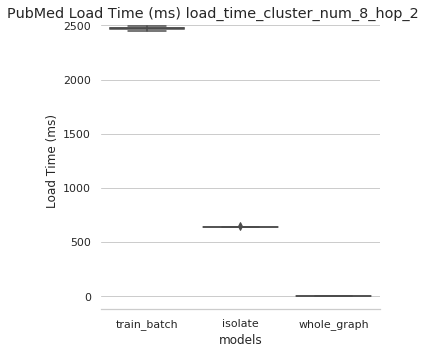 PubMed Load Time (ms) load_time_cluster_num_8_hop_2
2500
2000
1500
1000
500
0
Load Time (ms)
train_batch isolate whole_graph
models